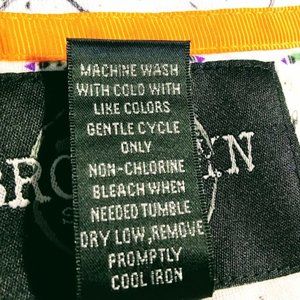 MACHINE WASH
WITH COLD WITH
LIKE COLORS
GENTLE CYCLE
ONLY
NON-CHLORINE
BLEACH WHEN
NEEDED TUMBLE
DRY LOW, REMOVE
PROMPTLY
COOL IRON